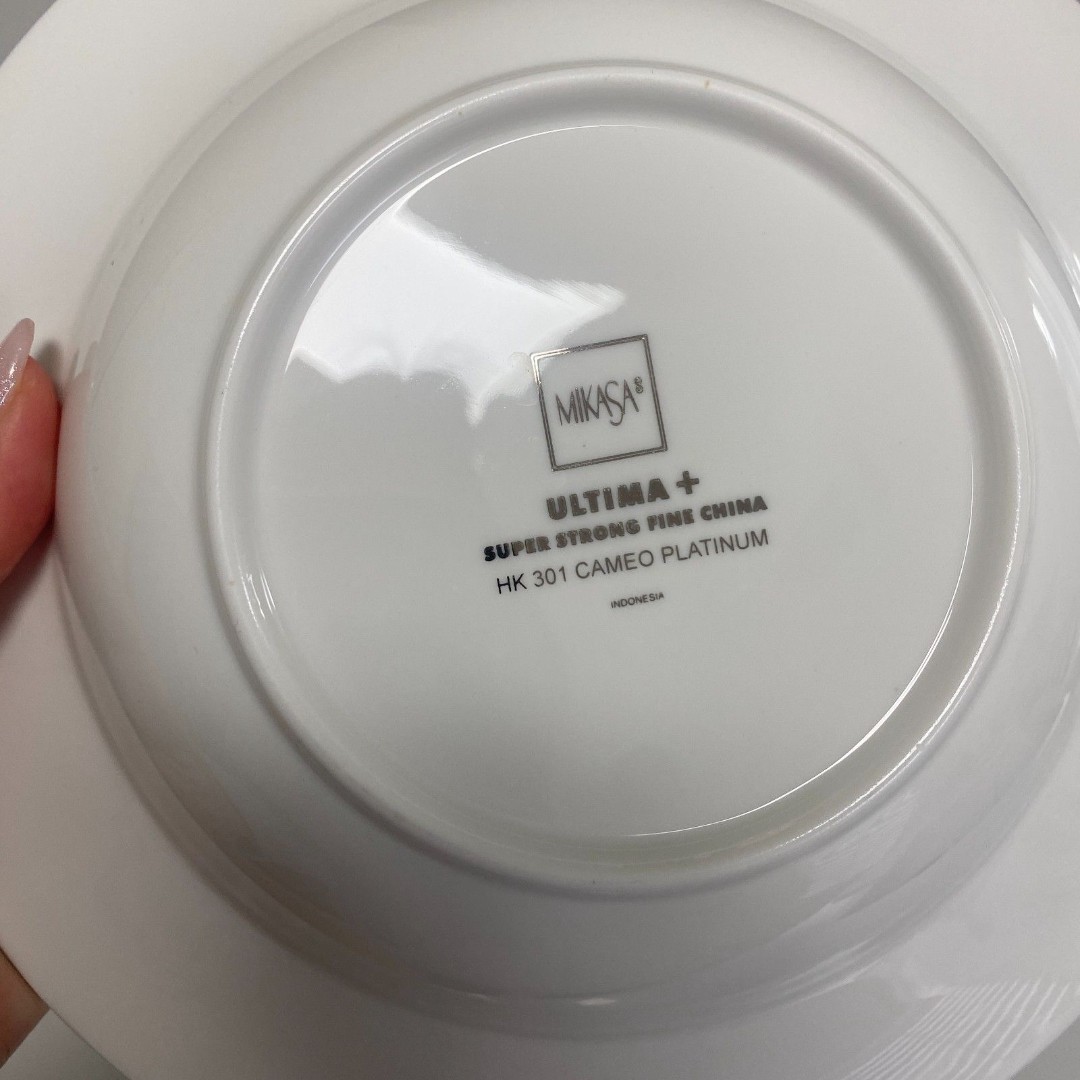 MIKASA®
ULTIMA +
SUPER STRONG FINE CHINA
HK 301 CAMEO PLATINUM
INDONESIA